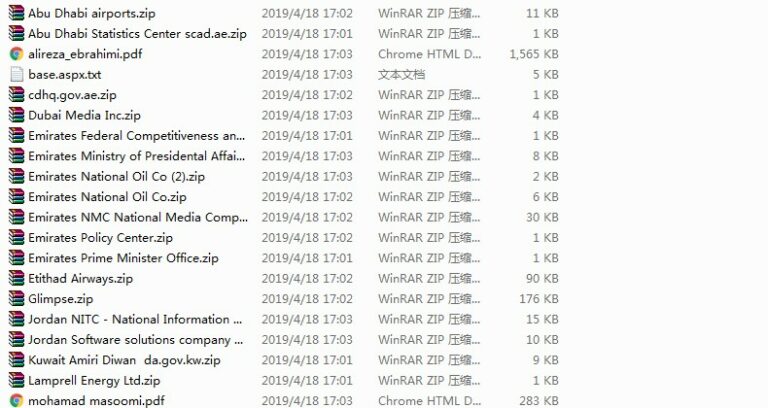 Abu Dhabi airports.zip 2019/4/18 17:02 WinRAR ZIP 压缩... 11 KB
Abu Dhabi Statistics Center scad.ae.zip 2019/4/18 17:01 WinRAR ZIP 压缩... 1 KB
alireza_ebrahimi.pdf 2019/4/18 17:03 Chrome HTML D... 1,565 KB
base.aspx.txt 2019/4/18 17:03 文本文档 5 KB
cdhq.gov.ae.zip 2019/4/18 17:02 WinRAR ZIP 压缩... 1 KB
Dubai Media Inc.zip 2019/4/18 17:02 WinRAR ZIP 压缩... 4 KB
Emirates Federal Competitiveness an... 2019/4/18 17:01 WinRAR ZIP 压缩... 1 KB
Emirates Ministry of Presidental Affai... 2019/4/18 17:03 WinRAR ZIP 压缩... 8 KB
Emirates National Oil Co (2).zip 2019/4/18 17:03 WinRAR ZIP 压缩... 2 KB
Emirates National Oil Co.zip 2019/4/18 17:02 WinRAR ZIP 压缩... 6 KB
Emirates NMC National Media Comp... 2019/4/18 17:02 WinRAR ZIP 压缩... 30 KB
Emirates Policy Center.zip 2019/4/18 17:02 WinRAR ZIP 压缩... 1 KB
Emirates Prime Minister Office.zip 2019/4/18 17:01 WinRAR ZIP 压缩... 1 KB
Etithad Airways.zip 2019/4/18 17:02 WinRAR ZIP 压缩... 90 KB
Glimpse.zip 2019/4/18 17:02 WinRAR ZIP 压缩... 176 KB
Jordan NITC - National Information ... 2019/4/18 17:03 WinRAR ZIP 压缩... 15 KB
Jordan Software solutions company ... 2019/4/18 17:03 WinRAR ZIP 压缩... 10 KB
Kuwait Amiri Diwan da.gov.kw.zip 2019/4/18 17:01 WinRAR ZIP 压缩... 9 KB
Lamprell Energy Ltd.zip 2019/4/18 17:01 WinRAR ZIP 压缩... 1 KB
mohamad masoomi.pdf 2019/4/18 17:03 Chrome HTML D... 283 KB